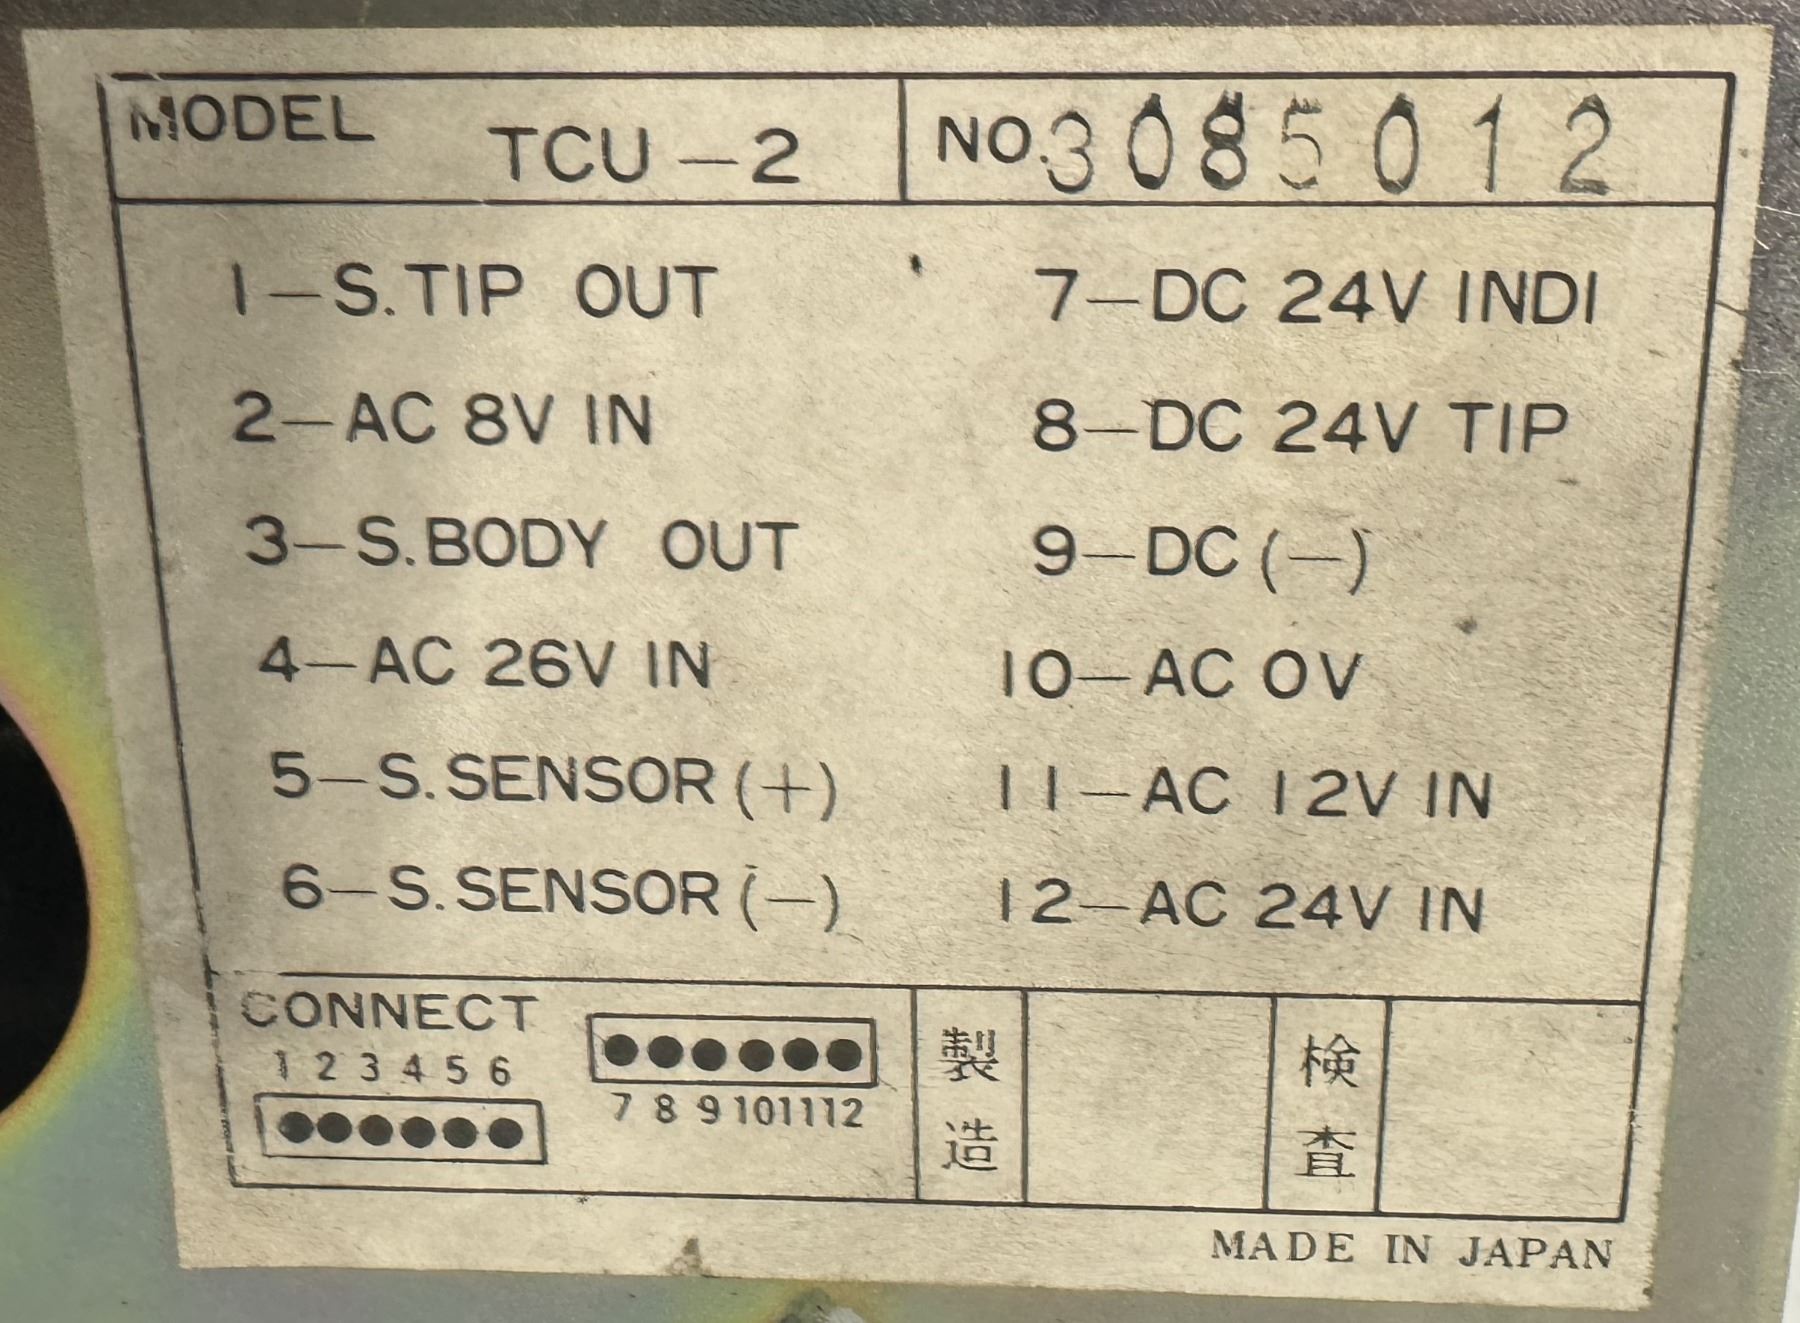 MODEL TCU-2 NO.3085012
1-S.TIP OUT
2-AC 8V IN
3-S.BODY OUT
4-AC 26V IN
5-S.SENSOR(+)
6-S.SENSOR(-)
7-DC 24V INDI
8-DC 24V TIP
9-DC(-)
10-AC 0V
11-AC 12V IN
12-AC 24V IN
CONNECT
1 2 3 4 5 6
7 8 9 10 11 12
製造
検査
MADE IN JAPAN